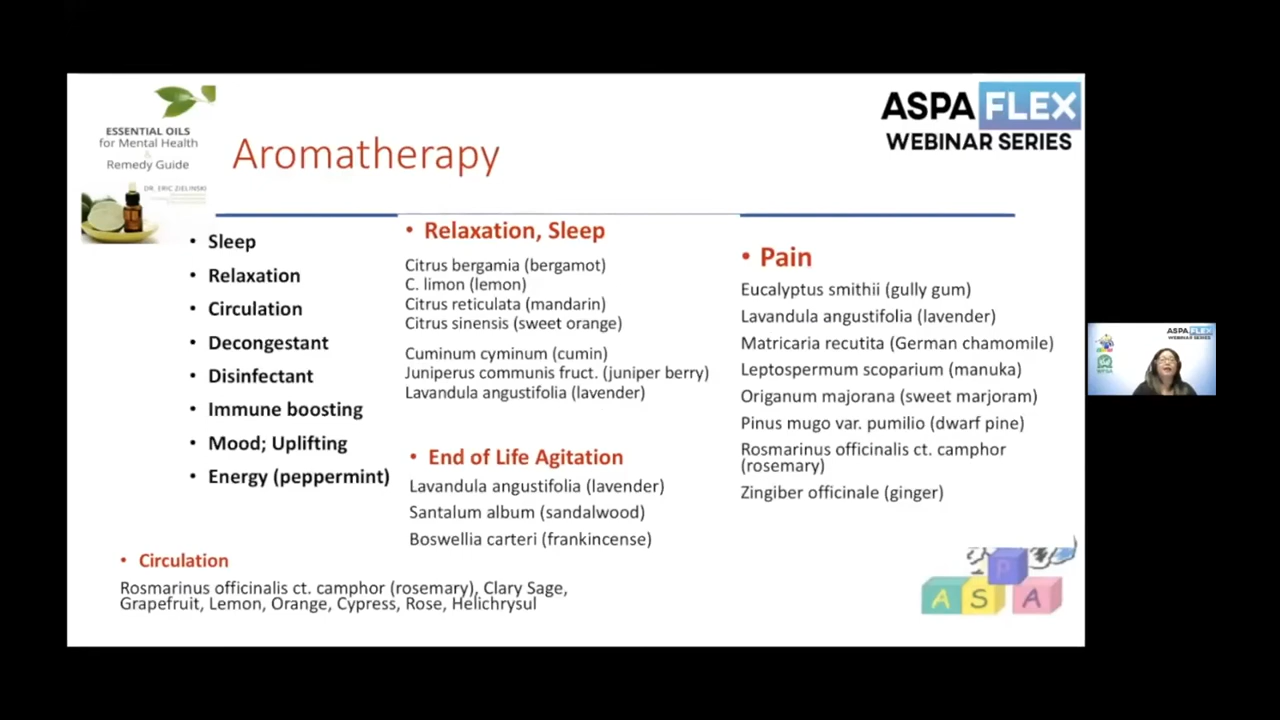 ESSENTIAL OILS
for Mental Health
&
Remedy Guide
DR. ERIC ZIELINSKI
Aromatherapy
ASPA FLEX
WEBINAR SERIES
• Sleep
• Relaxation
• Circulation
• Decongestant
• Disinfectant
• Immune boosting
• Mood; Uplifting
• Energy (peppermint)
• Relaxation, Sleep
Citrus bergamia (bergamot)
C. limon (lemon)
Citrus reticulata (mandarin)
Citrus sinensis (sweet orange)
Cuminum cyminum (cumin)
Juniperus communis fruct. (juniper berry)
Lavandula angustifolia (lavender)
• End of Life Agitation
Lavandula angustifolia (lavender)
Santalum album (sandalwood)
Boswellia carteri (frankincense)
• Pain
Eucalyptus smithii (gully gum)
Lavandula angustifolia (lavender)
Matricaria recutita (German chamomile)
Leptospermum scoparium (manuka)
Origanum majorana (sweet marjoram)
Pinus mugo var. pumilio (dwarf pine)
Rosmarinus officinalis ct. camphor
(rosemary)
Zingiber officinale (ginger)
• Circulation
Rosmarinus officinalis ct. camphor (rosemary), Clary Sage,
Grapefruit, Lemon, Orange, Cypress, Rose, Helichrysul
P
A S A
ASPA FLEX
WEBINAR SERIES